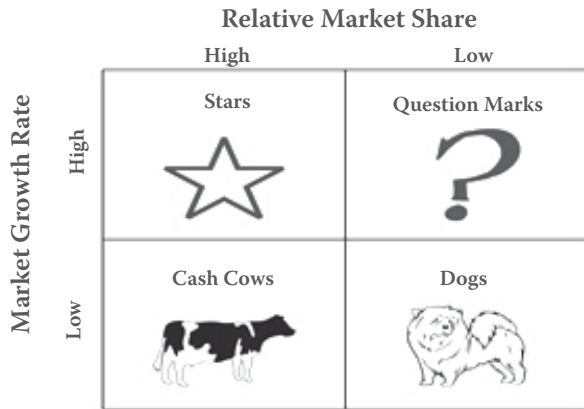 Relative Market Share
High Low
Stars Question Marks
Market Growth Rate
High
Cash Cows Dogs
Low